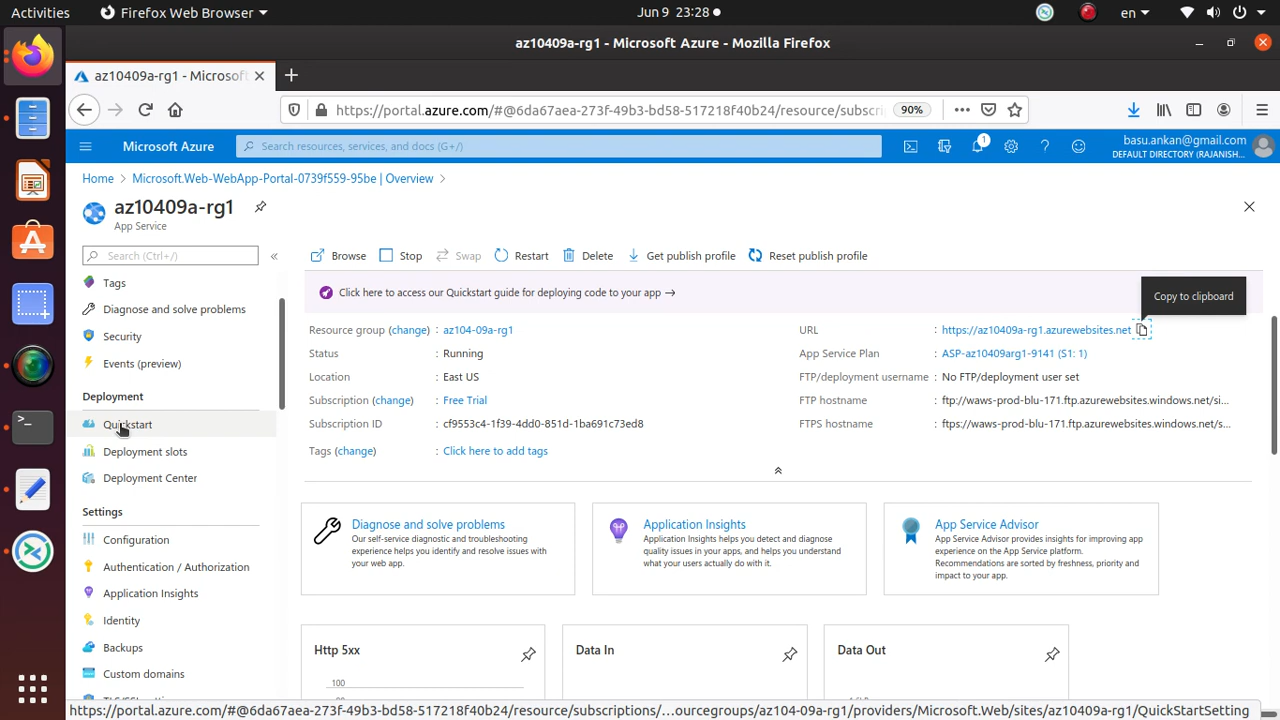 Activities
Firefox Web Browser
Jun 9 23:28
en
az10409a-rg1 - Microsoft Azure - Mozilla Firefox
az10409a-rg1 - Microsoft
https://portal.azure.com/#@6da67aea-273f-49b3-bd58-517218f40b24/resource/subscri
90%
Microsoft Azure
Search resources, services, and docs (G+/)
1
basu.ankan@gmail.com
DEFAULT DIRECTORY (RAJANISH...
Home > Microsoft.Web-WebApp-Portal-0739f559-95be | Overview >
az10409a-rg1
App Service
Search (Ctrl+/)
«
Browse
Stop
Swap
Restart
Delete
Get publish profile
Reset publish profile
Tags
Diagnose and solve problems
Security
Events (preview)
Deployment
Quickstart
Deployment slots
Deployment Center
Settings
Configuration
Authentication / Authorization
Application Insights
Identity
Backups
Custom domains
Click here to access our Quickstart guide for deploying code to your app →
Copy to clipboard
Resource group (change) : az104-09a-rg1
Status : Running
Location : East US
Subscription (change) : Free Trial
Subscription ID : cf9553c4-1f39-4dd0-851d-1ba691c73ed8
Tags (change) : Click here to add tags
URL : https://az10409a-rg1.azurewebsites.net
App Service Plan : ASP-az10409arg1-9141 (S1: 1)
FTP/deployment username : No FTP/deployment user set
FTP hostname : ftp://waws-prod-blu-171.ftp.azurewebsites.windows.net/si...
FTPS hostname : ftps://waws-prod-blu-171.ftp.azurewebsites.windows.net/s...
Diagnose and solve problems
Our self-service diagnostic and troubleshooting
experience helps you identify and resolve issues with
your web app.
Application Insights
Application Insights helps you detect and diagnose
quality issues in your apps, and helps you understand
what your users actually do with it.
App Service Advisor
App Service Advisor provides insights for improving app
experience on the App Service platform.
Recommendations are sorted by freshness, priority and
impact to your app.
Http 5xx
100
Data In
Data Out
https://portal.azure.com/#@6da67aea-273f-49b3-bd58-517218f40b24/resource/subscriptions/...ourcegroups/az104-09a-rg1/providers/Microsoft.Web/sites/az10409a-rg1/QuickStartSetting